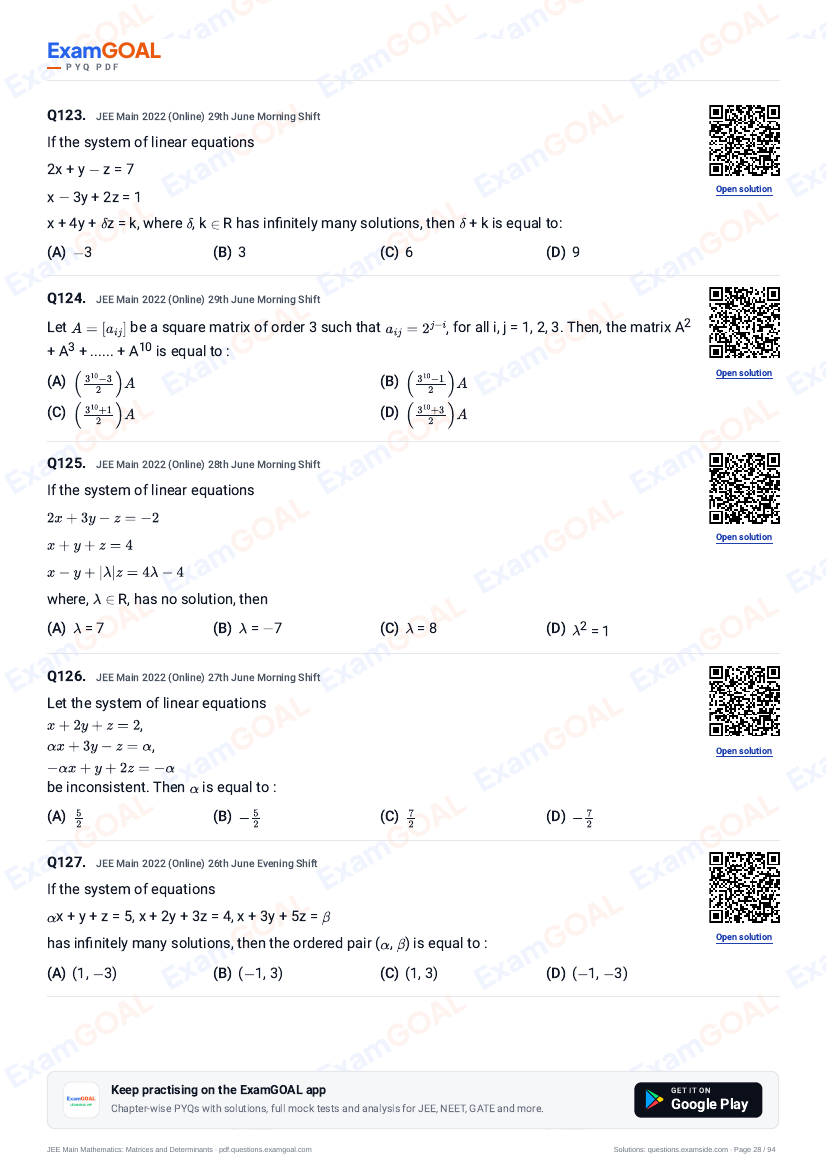 ExamGOAL
PYQ PDF
Q123. JEE Main 2022 (Online) 29th June Morning Shift
If the system of linear equations
2x + y − z = 7
x − 3y + 2z = 1
x + 4y + δz = k, where δ, k ∈ R has infinitely many solutions, then δ + k is equal to:
(A) −3 (B) 3 (C) 6 (D) 9
Open solution
Q124. JEE Main 2022 (Online) 29th June Morning Shift
Let A = [a_{ij}] be a square matrix of order 3 such that a_{ij} = 2^{j−i}, for all i, j = 1, 2, 3. Then, the matrix A²
+ A³ + ...... + A¹⁰ is equal to :
(A) ((3¹⁰−3)/2) A (B) ((3¹⁰−1)/2) A
(C) ((3¹⁰+1)/2) A (D) ((3¹⁰+3)/2) A
Open solution
Q125. JEE Main 2022 (Online) 28th June Morning Shift
If the system of linear equations
2x + 3y − z = −2
x + y + z = 4
x − y + |λ|z = 4λ − 4
where, λ ∈ R, has no solution, then
(A) λ = 7 (B) λ = −7 (C) λ = 8 (D) λ² = 1
Open solution
Q126. JEE Main 2022 (Online) 27th June Morning Shift
Let the system of linear equations
x + 2y + z = 2,
αx + 3y − z = α,
−αx + y + 2z = −α
be inconsistent. Then α is equal to :
(A) 5/2 (B) −5/2 (C) 7/2 (D) −7/2
Open solution
Q127. JEE Main 2022 (Online) 26th June Evening Shift
If the system of equations
αx + y + z = 5, x + 2y + 3z = 4, x + 3y + 5z = β
has infinitely many solutions, then the ordered pair (α, β) is equal to :
(A) (1, −3) (B) (−1, 3) (C) (1, 3) (D) (−1, −3)
Open solution
ExamGOAL
Keep practising on the ExamGOAL app
Chapter-wise PYQs with solutions, full mock tests and analysis for JEE, NEET, GATE and more.
GET IT ON
Google Play
JEE Main Mathematics: Matrices and Determinants · pdf.questions.examgoal.com
Solutions: questions.examside.com · Page 28 / 94